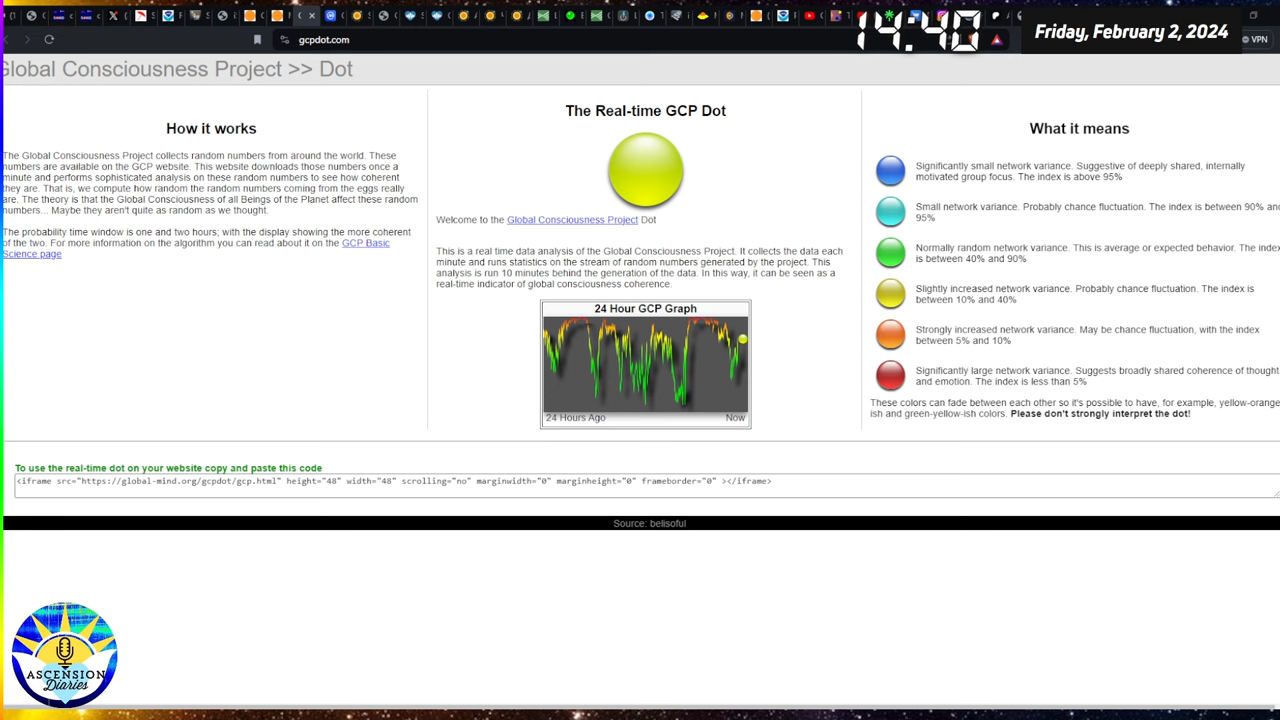 14:40
Friday, February 2, 2024
gcpdot.com
VPN
Global Consciousness Project >> Dot
How it works
The Global Consciousness Project collects random numbers from around the world. These
numbers are available on the GCP website. This website downloads those numbers once a
minute and performs sophisticated analysis on these random numbers to see how coherent
they are. That is, we compute how random the random numbers coming from the eggs really
are. The theory is that the Global Consciousness of all Beings of the Planet affect these random
numbers... Maybe they aren't quite as random as we thought.
The probability time window is one and two hours; with the display showing the more coherent
of the two. For more information on the algorithm you can read about it on the GCP Basic
Science page
The Real-time GCP Dot
Welcome to the Global Consciousness Project Dot
This is a real time data analysis of the Global Consciousness Project. It collects the data each
minute and runs statistics on the stream of random numbers generated by the project. This
analysis is run 10 minutes behind the generation of the data. In this way, it can be seen as a
real-time indicator of global consciousness coherence.
24 Hour GCP Graph
24 Hours Ago
Now
What it means
Significantly small network variance. Suggestive of deeply shared, internally
motivated group focus. The index is above 95%
Small network variance. Probably chance fluctuation. The index is between 90% and
95%
Normally random network variance. This is average or expected behavior. The index
is between 40% and 90%
Slightly increased network variance. Probably chance fluctuation. The index is
between 10% and 40%
Strongly increased network variance. May be chance fluctuation, with the index
between 5% and 10%
Significantly large network variance. Suggests broadly shared coherence of thought
and emotion. The index is less than 5%
These colors can fade between each other so it's possible to have, for example, yellow-orange-
ish and green-yellow-ish colors. Please don't strongly interpret the dot!
To use the real-time dot on your website copy and paste this code
<iframe src="https://global-mind.org/gcpdot/gcp.html" height="48" width="48" scrolling="no" marginwidth="0" marginheight="0" frameborder="0" ></iframe>
Source: belisoful
ASCENSION
Diaries